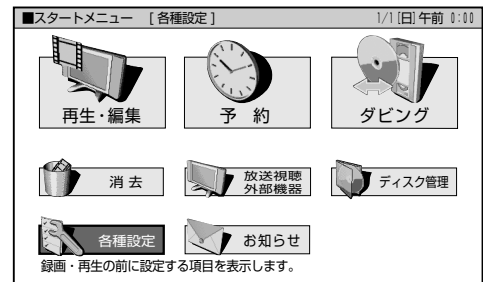 ■スタートメニュー [各種設定] 1/1[日]午前 0:00
再生・編集 予 約 ダビング
消 去 放送視聴 ディスク管理
外部機器
各種設定 お知らせ
録画・再生の前に設定する項目を表示します。